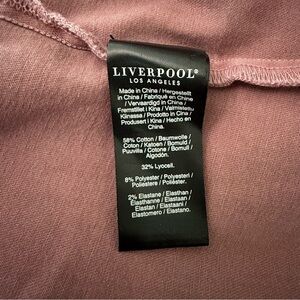 LIVERPOOL®
LOS ANGELES
Made in China / Hergestellt
in China / Fabriqué en Chine
/ Vervaardigd in China /
Fremstillet i Kina / Valmistettu
Kiinassa / Prodotto in Cina /
Produsert i Kina / Hecho en
China.
58% Cotton / Baumwolle /
Coton / Katoen / Bomuld /
Puuvilla / Cotone / Bomull /
Algodón.
32% Lyocell.
8% Polyester / Polyesteri /
Poliestere / Poliéster.
2% Elastane / Elasthan /
Élasthanne / Elastaan /
Elastan / Elastaani /
Elastomero / Elastano.